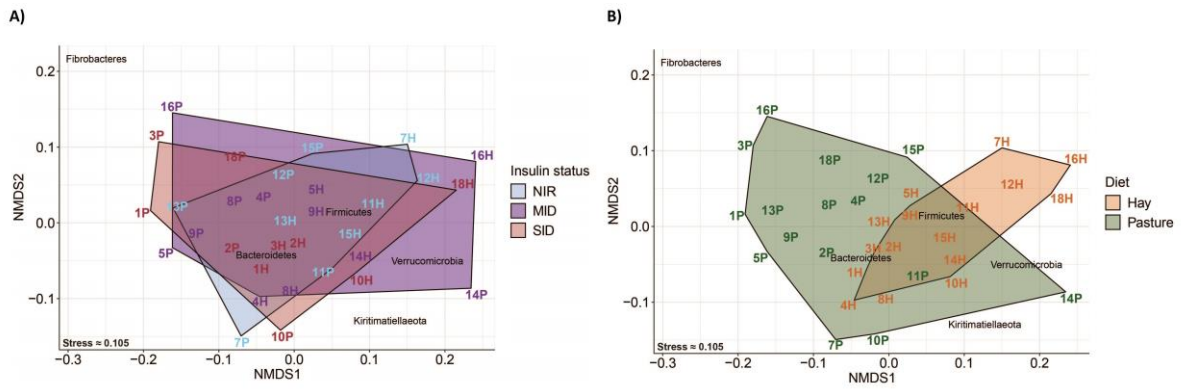 A)
Fibrobacteres
16P
3P
18P
15P
7H
16H
12P
12H
18H
8P
4P
5H
9H
11H
1P
13P
13H
Firmicutes
9P
15H
5P
2P
3H
2H
14H
Bacteroidetes
Verrucomicrobia
1H
11P
10H
4H
8H
14P
Kiritimatiellaeota
7P
10P
Stress ≈ 0.105
0.2
0.1
0.0
−0.1
−0.3
−0.2
−0.1
0.0
0.1
0.2
NMDS1
NMDS2
Insulin status
NIR
MID
SID
B)
Fibrobacteres
16P
3P
18P
15P
7H
16H
12P
12H
18H
8P
4P
5H
9H
11H
1P
13P
13H
Firmicutes
9P
15H
5P
2P
3H
2H
14H
Bacteroidetes
Verrucomicrobia
1H
11P
10H
4H
8H
14P
Kiritimatiellaeota
7P
10P
Stress ≈ 0.105
0.2
0.1
0.0
−0.1
−0.3
−0.2
−0.1
0.0
0.1
0.2
NMDS1
NMDS2
Diet
Hay
Pasture